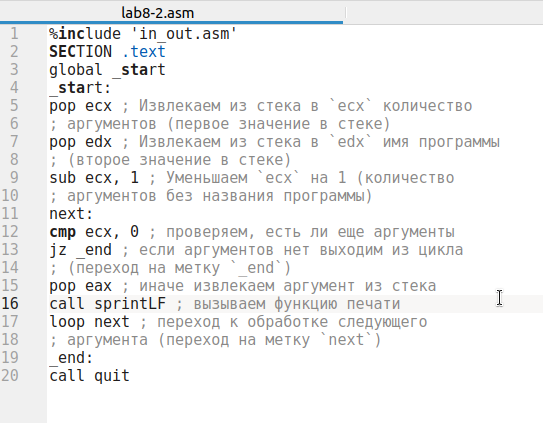 lab8-2.asm
1 %include 'in_out.asm'
2 SECTION .text
3 global _start
4 _start:
5 pop ecx ; Извлекаем из стека в `ecx` количество
6 ; аргументов (первое значение в стеке)
7 pop edx ; Извлекаем из стека в `edx` имя программы
8 ; (второе значение в стеке)
9 sub ecx, 1 ; Уменьшаем `ecx` на 1 (количество
10 ; аргументов без названия программы)
11 next:
12 cmp ecx, 0 ; проверяем, есть ли еще аргументы
13 jz _end ; если аргументов нет выходим из цикла
14 ; (переход на метку `_end`)
15 pop eax ; иначе извлекаем аргумент из стека
16 call sprintLF ; вызываем функцию печати
17 loop next ; переход к обработке следующего
18 ; аргумента (переход на метку `next`)
19 _end:
20 call quit